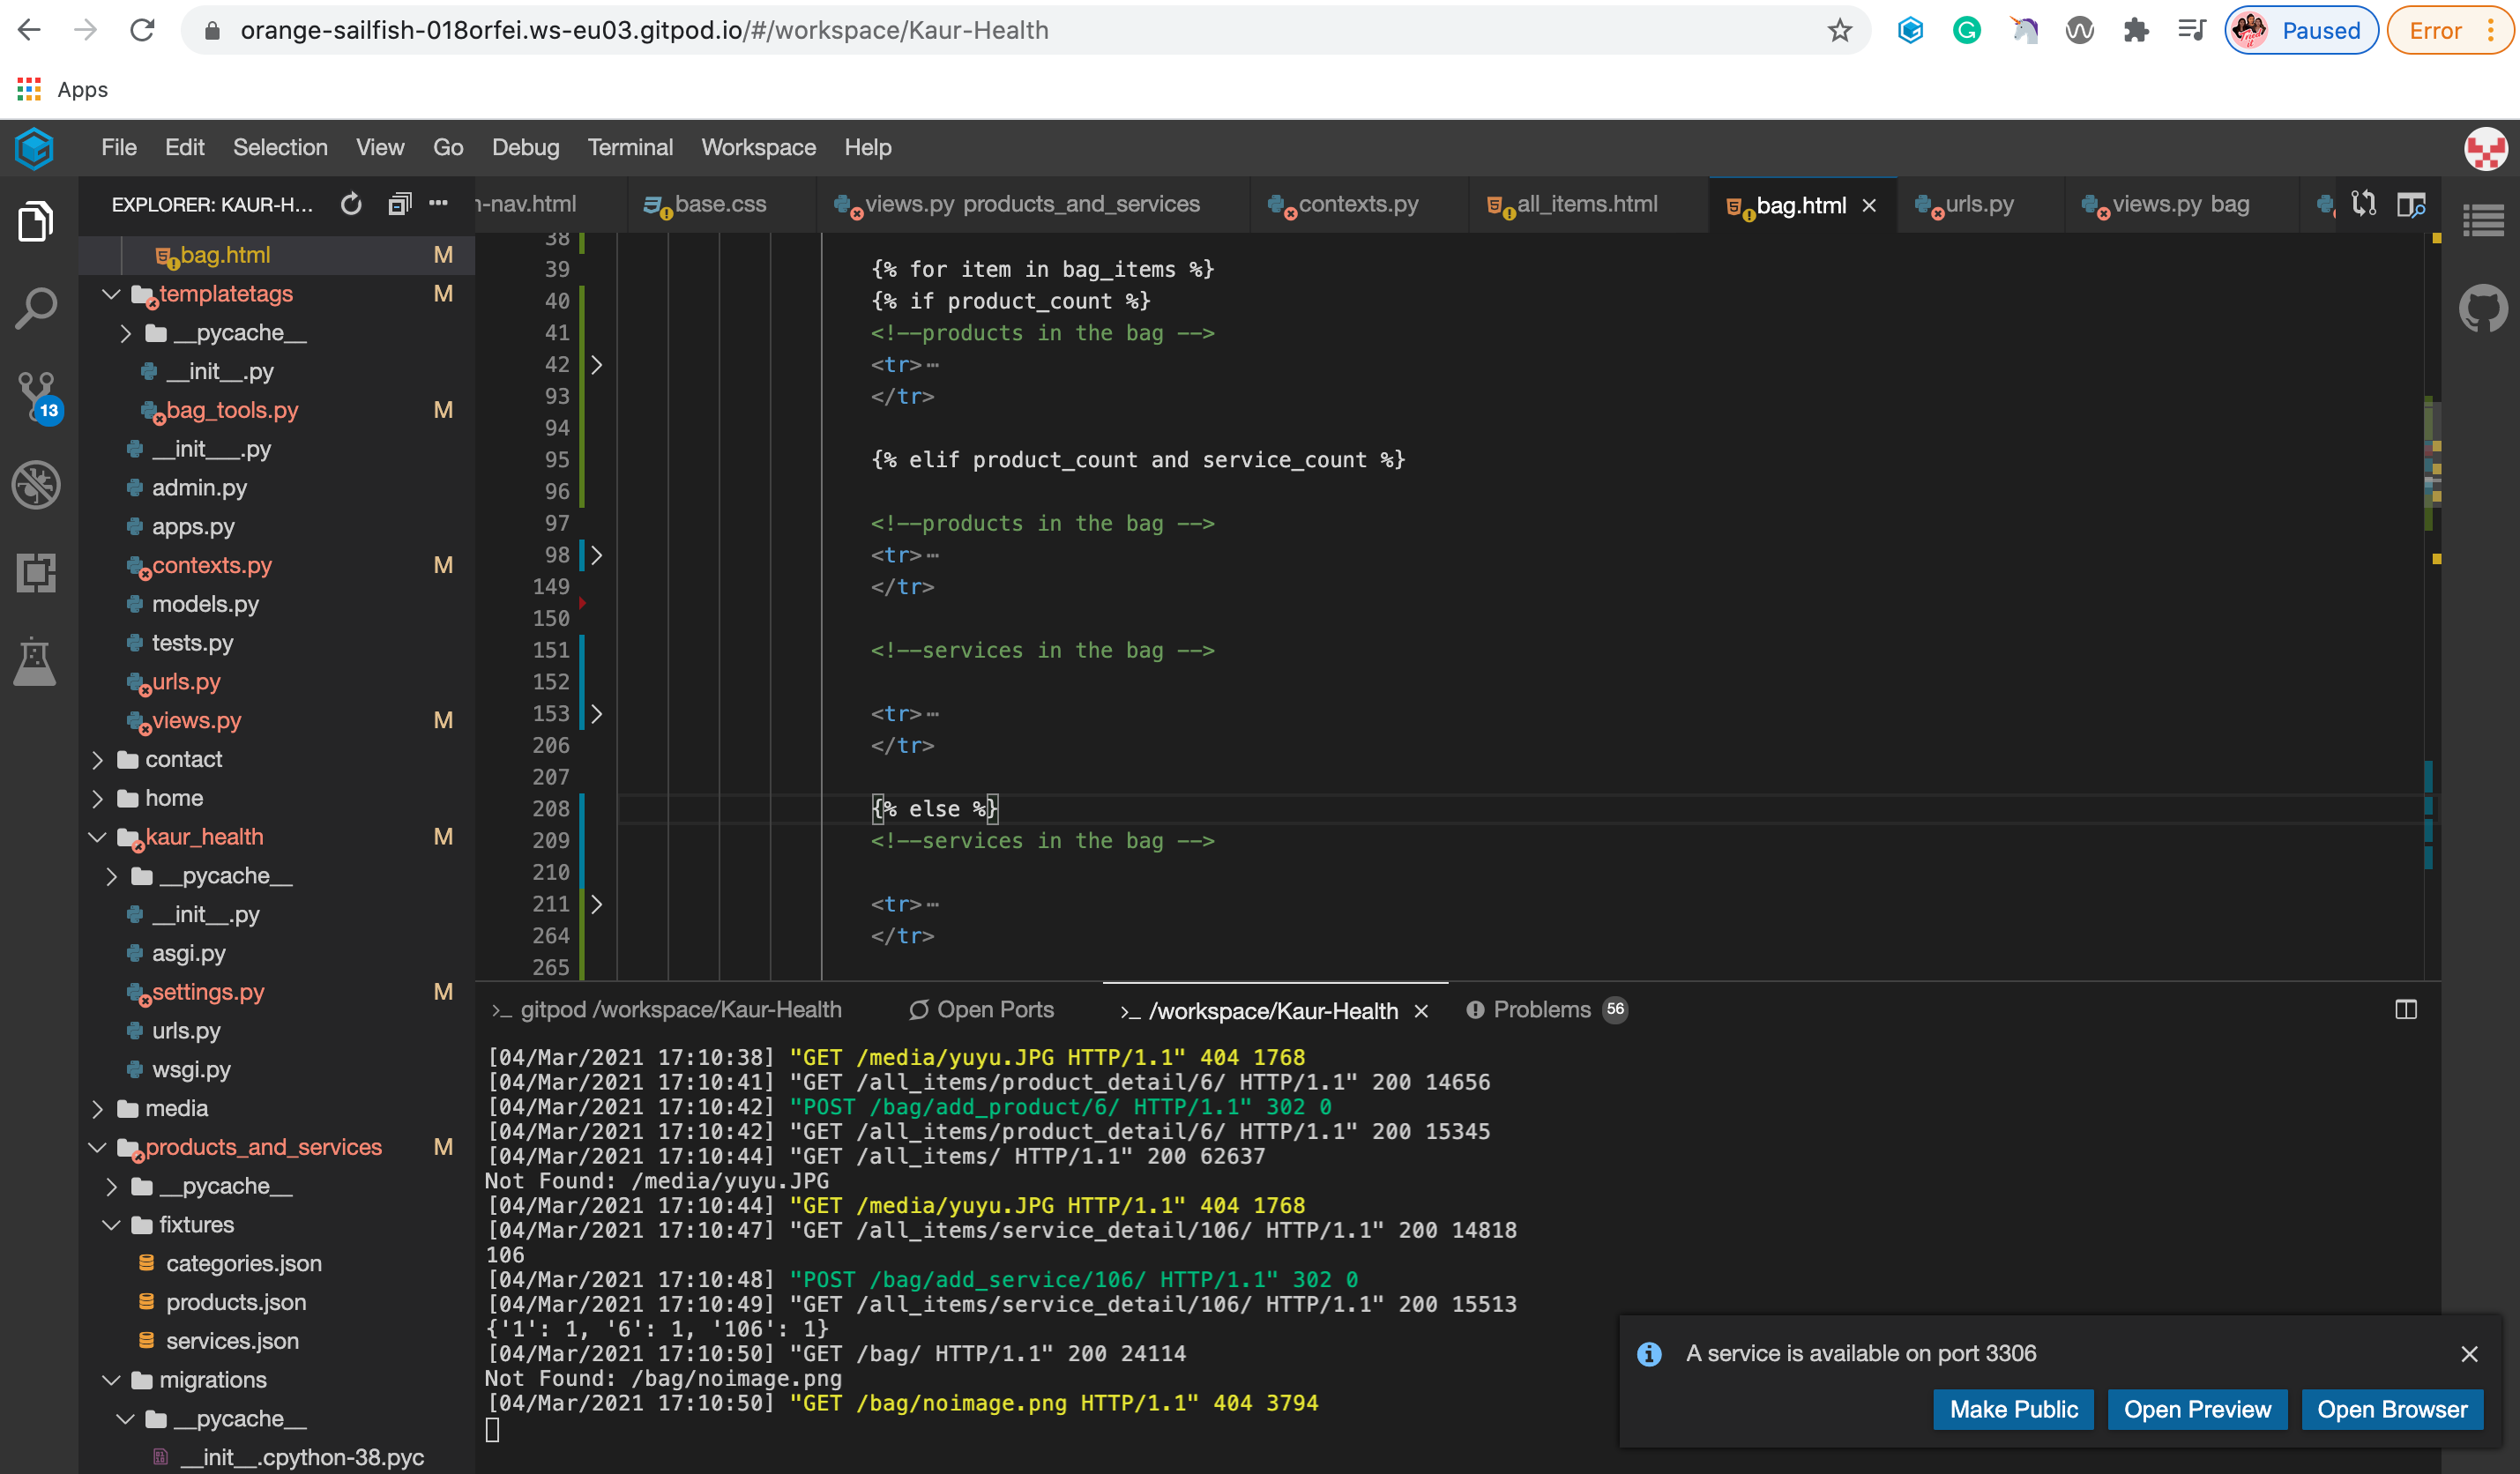 orange-sailfish-018orfei.ws-eu03.gitpod.io/#/workspace/Kaur-Health
Paused
Error
Apps
File Edit Selection View Go Debug Terminal Workspace Help
EXPLORER: KAUR-H...
n-nav.html
base.css
views.py products_and_services
contexts.py
all_items.html
bag.html
urls.py
views.py bag
bag.html M
templatetags M
__pycache__
__init__.py
bag_tools.py M
__init___.py
admin.py
apps.py
contexts.py M
models.py
tests.py
urls.py
views.py M
contact
home
kaur_health M
__pycache__
__init__.py
asgi.py
settings.py M
urls.py
wsgi.py
media
products_and_services M
__pycache__
fixtures
categories.json
products.json
services.json
migrations
__pycache__
__init__.cpython-38.pyc
13
38
39 {% for item in bag_items %}
40 {% if product_count %}
41 <!--products in the bag -->
42 <tr>…
93 </tr>
94
95 {% elif product_count and service_count %}
96
97 <!--products in the bag -->
98 <tr>…
149 </tr>
150
151 <!--services in the bag -->
152
153 <tr>…
206 </tr>
207
208 {% else %}
209 <!--services in the bag -->
210
211 <tr>…
264 </tr>
265
>_ gitpod /workspace/Kaur-Health
Open Ports
>_ /workspace/Kaur-Health
Problems 56
[04/Mar/2021 17:10:38] "GET /media/yuyu.JPG HTTP/1.1" 404 1768
[04/Mar/2021 17:10:41] "GET /all_items/product_detail/6/ HTTP/1.1" 200 14656
[04/Mar/2021 17:10:42] "POST /bag/add_product/6/ HTTP/1.1" 302 0
[04/Mar/2021 17:10:42] "GET /all_items/product_detail/6/ HTTP/1.1" 200 15345
[04/Mar/2021 17:10:44] "GET /all_items/ HTTP/1.1" 200 62637
Not Found: /media/yuyu.JPG
[04/Mar/2021 17:10:44] "GET /media/yuyu.JPG HTTP/1.1" 404 1768
[04/Mar/2021 17:10:47] "GET /all_items/service_detail/106/ HTTP/1.1" 200 14818
106
[04/Mar/2021 17:10:48] "POST /bag/add_service/106/ HTTP/1.1" 302 0
[04/Mar/2021 17:10:49] "GET /all_items/service_detail/106/ HTTP/1.1" 200 15513
{'1': 1, '6': 1, '106': 1}
[04/Mar/2021 17:10:50] "GET /bag/ HTTP/1.1" 200 24114
Not Found: /bag/noimage.png
[04/Mar/2021 17:10:50] "GET /bag/noimage.png HTTP/1.1" 404 3794
A service is available on port 3306
Make Public
Open Preview
Open Browser